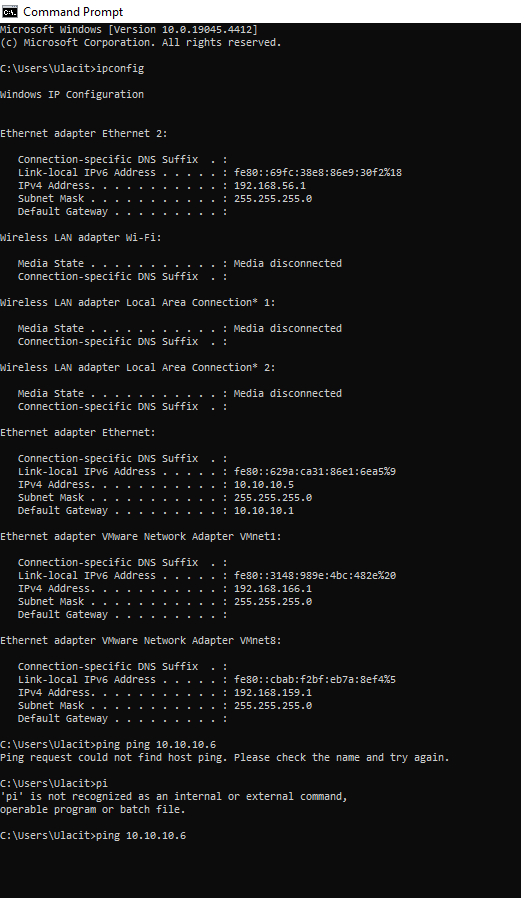 Command Prompt
Microsoft Windows [Version 10.0.19045.4412]
(c) Microsoft Corporation. All rights reserved.
C:\Users\Ulacit>ipconfig
Windows IP Configuration
Ethernet adapter Ethernet 2:
Connection-specific DNS Suffix  . :
Link-local IPv6 Address . . . . . : fe80::69fc:38e8:86e9:30f2%18
IPv4 Address. . . . . . . . . . . : 192.168.56.1
Subnet Mask . . . . . . . . . . . : 255.255.255.0
Default Gateway . . . . . . . . . :
Wireless LAN adapter Wi-Fi:
Media State . . . . . . . . . . . : Media disconnected
Connection-specific DNS Suffix  . :
Wireless LAN adapter Local Area Connection* 1:
Media State . . . . . . . . . . . : Media disconnected
Connection-specific DNS Suffix  . :
Wireless LAN adapter Local Area Connection* 2:
Media State . . . . . . . . . . . : Media disconnected
Connection-specific DNS Suffix  . :
Ethernet adapter Ethernet:
Connection-specific DNS Suffix  . :
Link-local IPv6 Address . . . . . : fe80::629a:ca31:86e1:6ea5%9
IPv4 Address. . . . . . . . . . . : 10.10.10.5
Subnet Mask . . . . . . . . . . . : 255.255.255.0
Default Gateway . . . . . . . . . : 10.10.10.1
Ethernet adapter VMware Network Adapter VMnet1:
Connection-specific DNS Suffix  . :
Link-local IPv6 Address . . . . . : fe80::3148:989e:4bc:482e%20
IPv4 Address. . . . . . . . . . . : 192.168.166.1
Subnet Mask . . . . . . . . . . . : 255.255.255.0
Default Gateway . . . . . . . . . :
Ethernet adapter VMware Network Adapter VMnet8:
Connection-specific DNS Suffix  . :
Link-local IPv6 Address . . . . . : fe80::cbab:f2bf:eb7a:8ef4%5
IPv4 Address. . . . . . . . . . . : 192.168.159.1
Subnet Mask . . . . . . . . . . . : 255.255.255.0
Default Gateway . . . . . . . . . :
C:\Users\Ulacit>ping ping 10.10.10.6
Ping request could not find host ping. Please check the name and try again.
C:\Users\Ulacit>pi
'pi' is not recognized as an internal or external command,
operable program or batch file.
C:\Users\Ulacit>ping 10.10.10.6